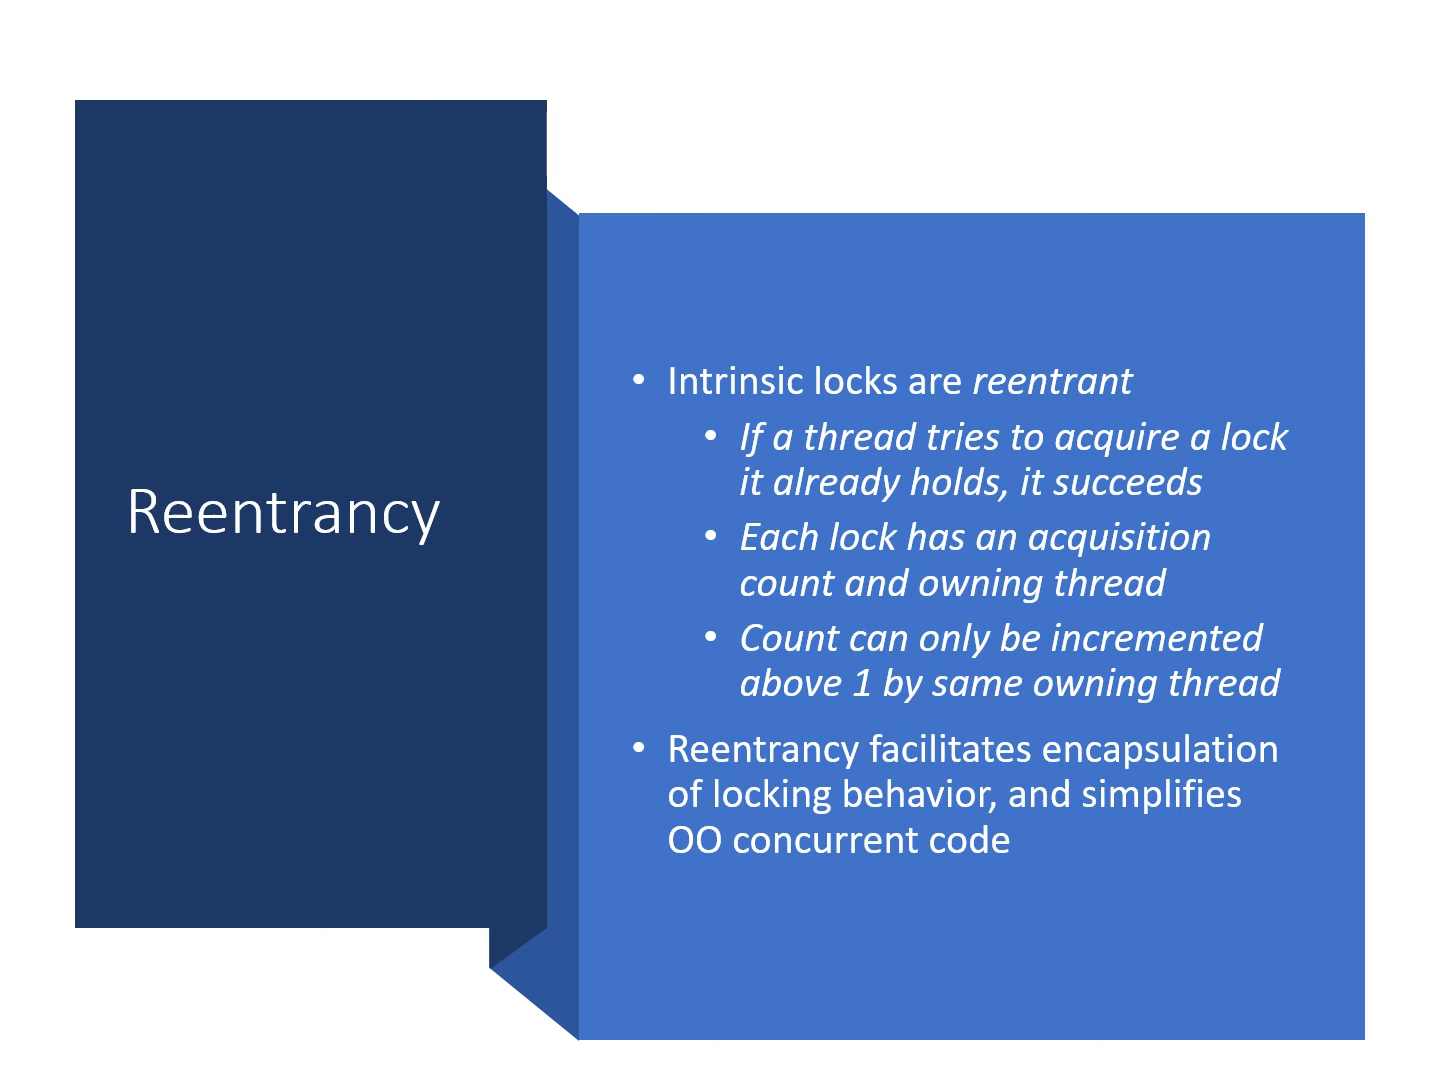 Reentrancy
• Intrinsic locks are reentrant
• If a thread tries to acquire a lock
it already holds, it succeeds
• Each lock has an acquisition
count and owning thread
• Count can only be incremented
above 1 by same owning thread
• Reentrancy facilitates encapsulation
of locking behavior, and simplifies
OO concurrent code